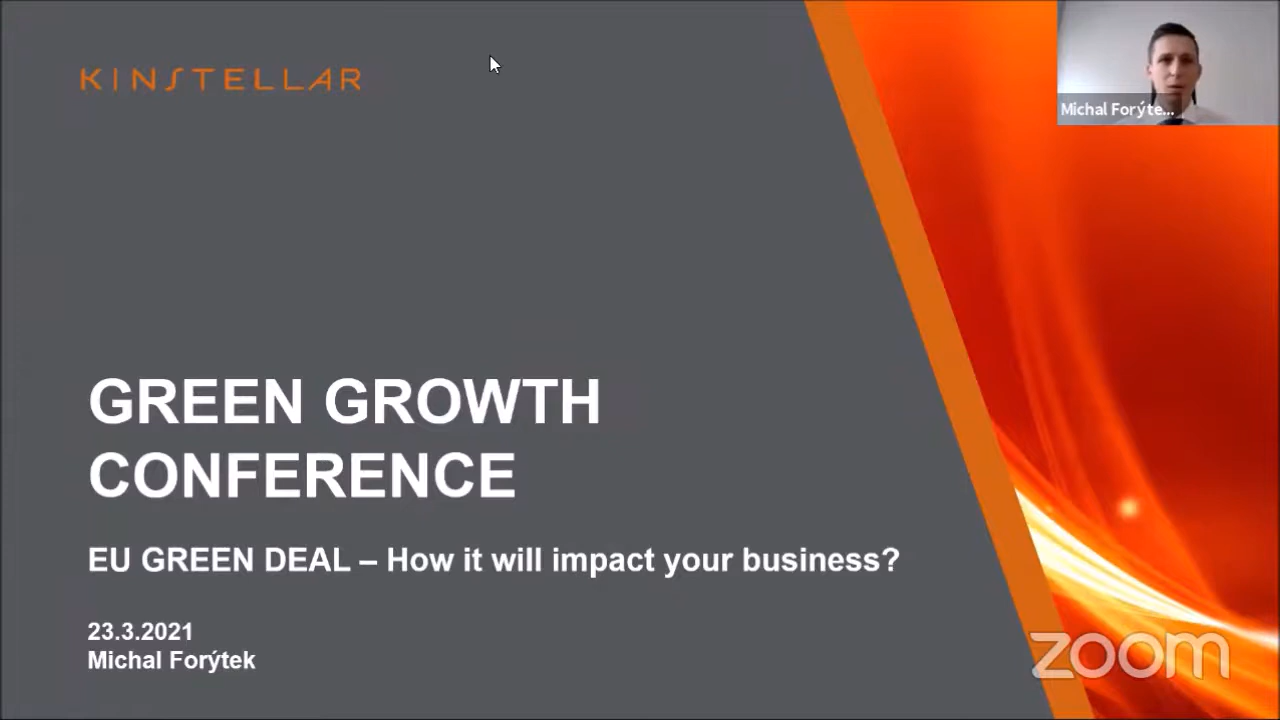 KINSTELLAR
Michal Forýte...
GREEN GROWTH
CONFERENCE
EU GREEN DEAL – How it will impact your business?
23.3.2021
Michal Forýtek
zoom